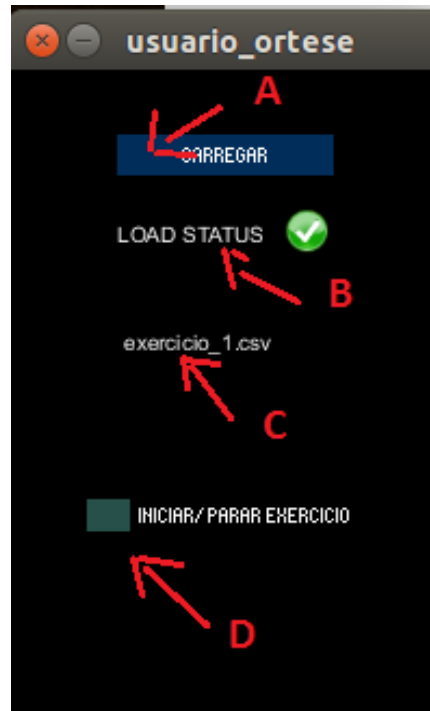 usuario_ortese
A
CARREGAR
LOAD STATUS
B
exercicio_1.csv
C
INICIAR/ PARAR EXERCICIO
D